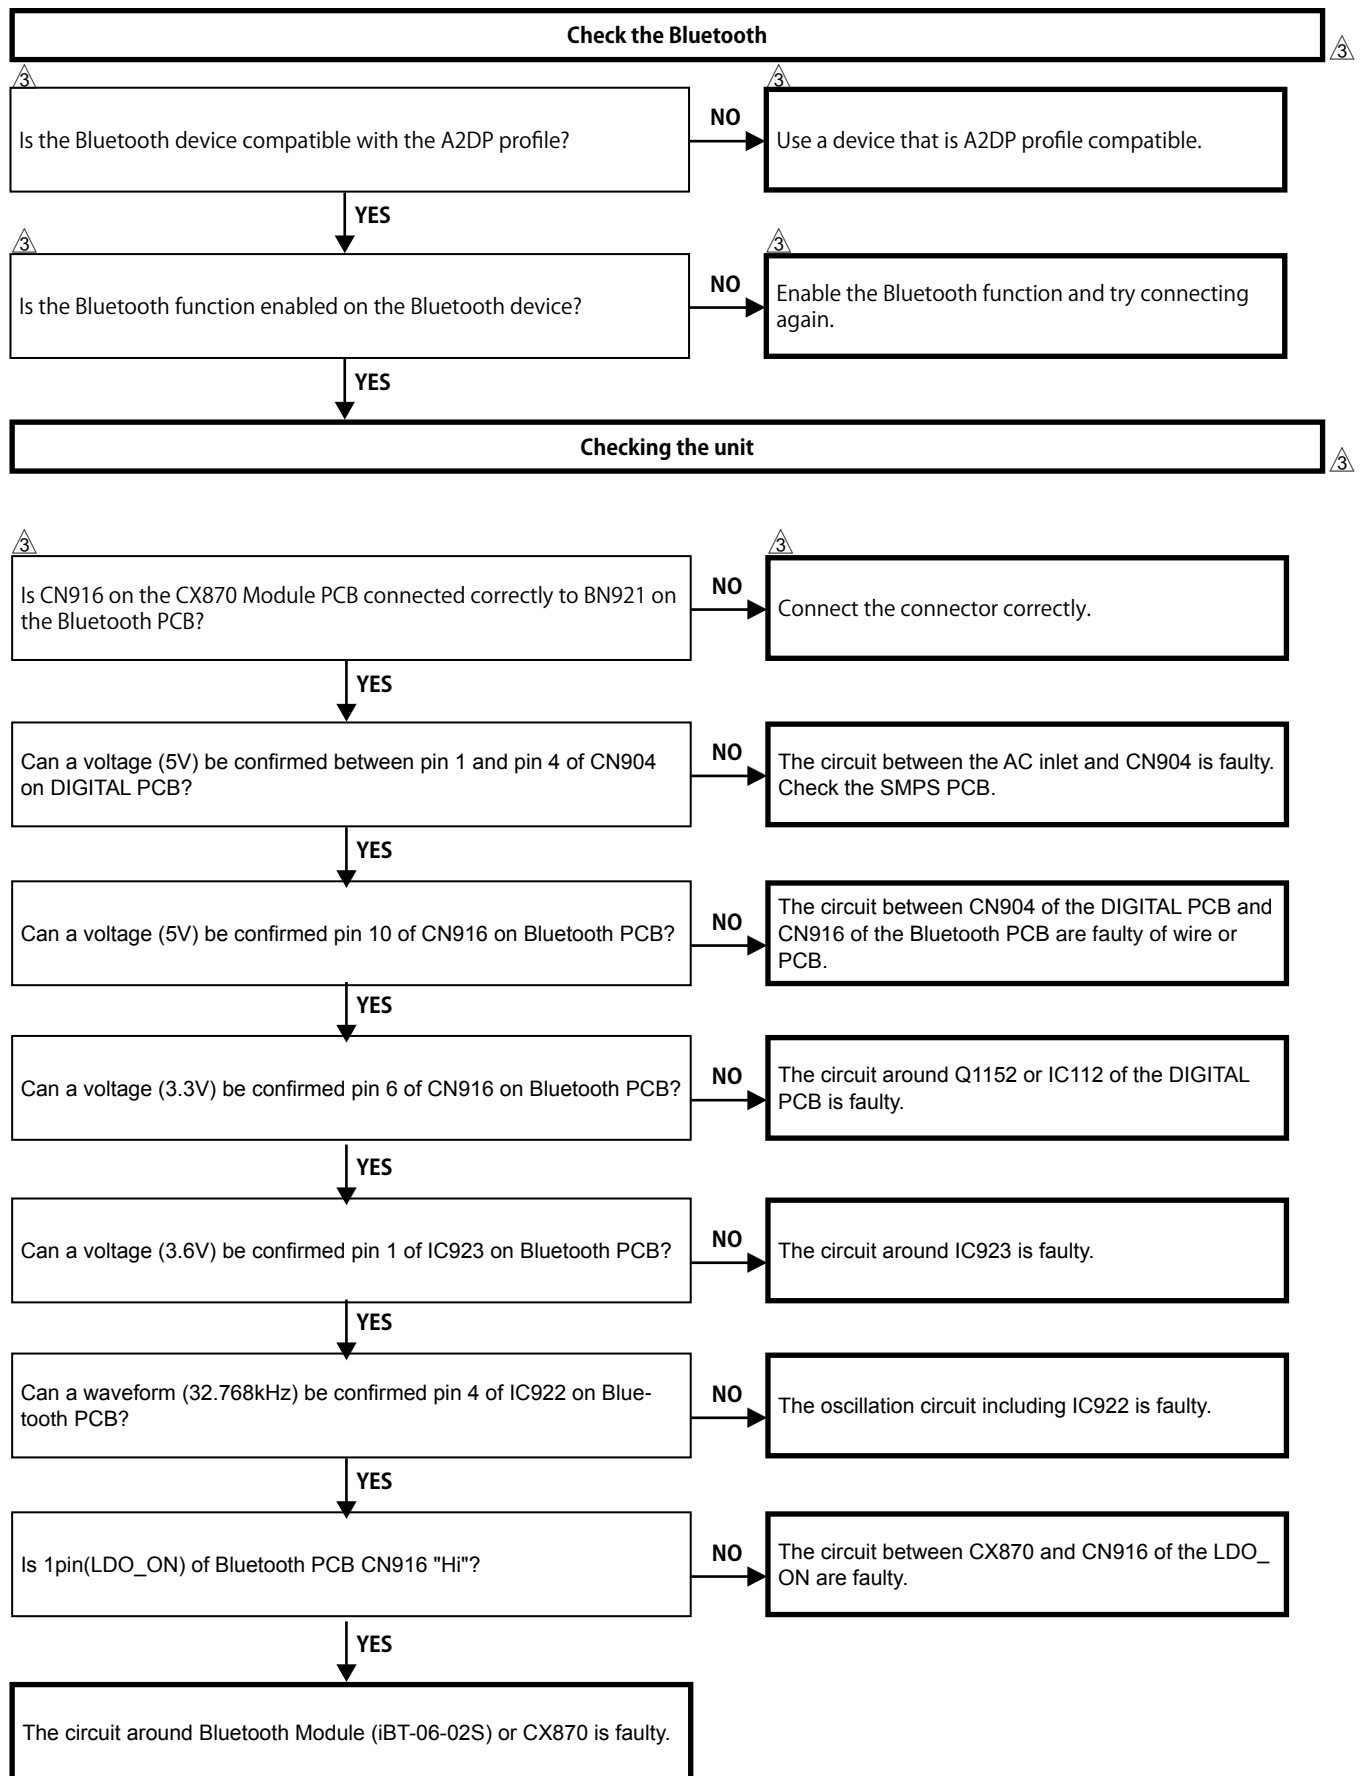 Check the Bluetooth
3
3
3
Is the Bluetooth device compatible with the A2DP profile?
NO
Use a device that is A2DP profile compatible.
YES
3
3
Is the Bluetooth function enabled on the Bluetooth device?
NO
Enable the Bluetooth function and try connecting
again.
YES
Checking the unit
3
3
3
Is CN916 on the CX870 Module PCB connected correctly to BN921 on
the Bluetooth PCB?
NO
Connect the connector correctly.
YES
Can a voltage (5V) be confirmed between pin 1 and pin 4 of CN904
on DIGITAL PCB?
NO
The circuit between the AC inlet and CN904 is faulty.
Check the SMPS PCB.
YES
Can a voltage (5V) be confirmed pin 10 of CN916 on Bluetooth PCB?
NO
The circuit between CN904 of the DIGITAL PCB and
CN916 of the Bluetooth PCB are faulty of wire or
PCB.
YES
Can a voltage (3.3V) be confirmed pin 6 of CN916 on Bluetooth PCB?
NO
The circuit around Q1152 or IC112 of the DIGITAL
PCB is faulty.
YES
Can a voltage (3.6V) be confirmed pin 1 of IC923 on Bluetooth PCB?
NO
The circuit around IC923 is faulty.
YES
Can a waveform (32.768kHz) be confirmed pin 4 of IC922 on Blue-
tooth PCB?
NO
The oscillation circuit including IC922 is faulty.
YES
Is 1pin(LDO_ON) of Bluetooth PCB CN916 "Hi"?
NO
The circuit between CX870 and CN916 of the LDO_
ON are faulty.
YES
The circuit around Bluetooth Module (iBT-06-02S) or CX870 is faulty.